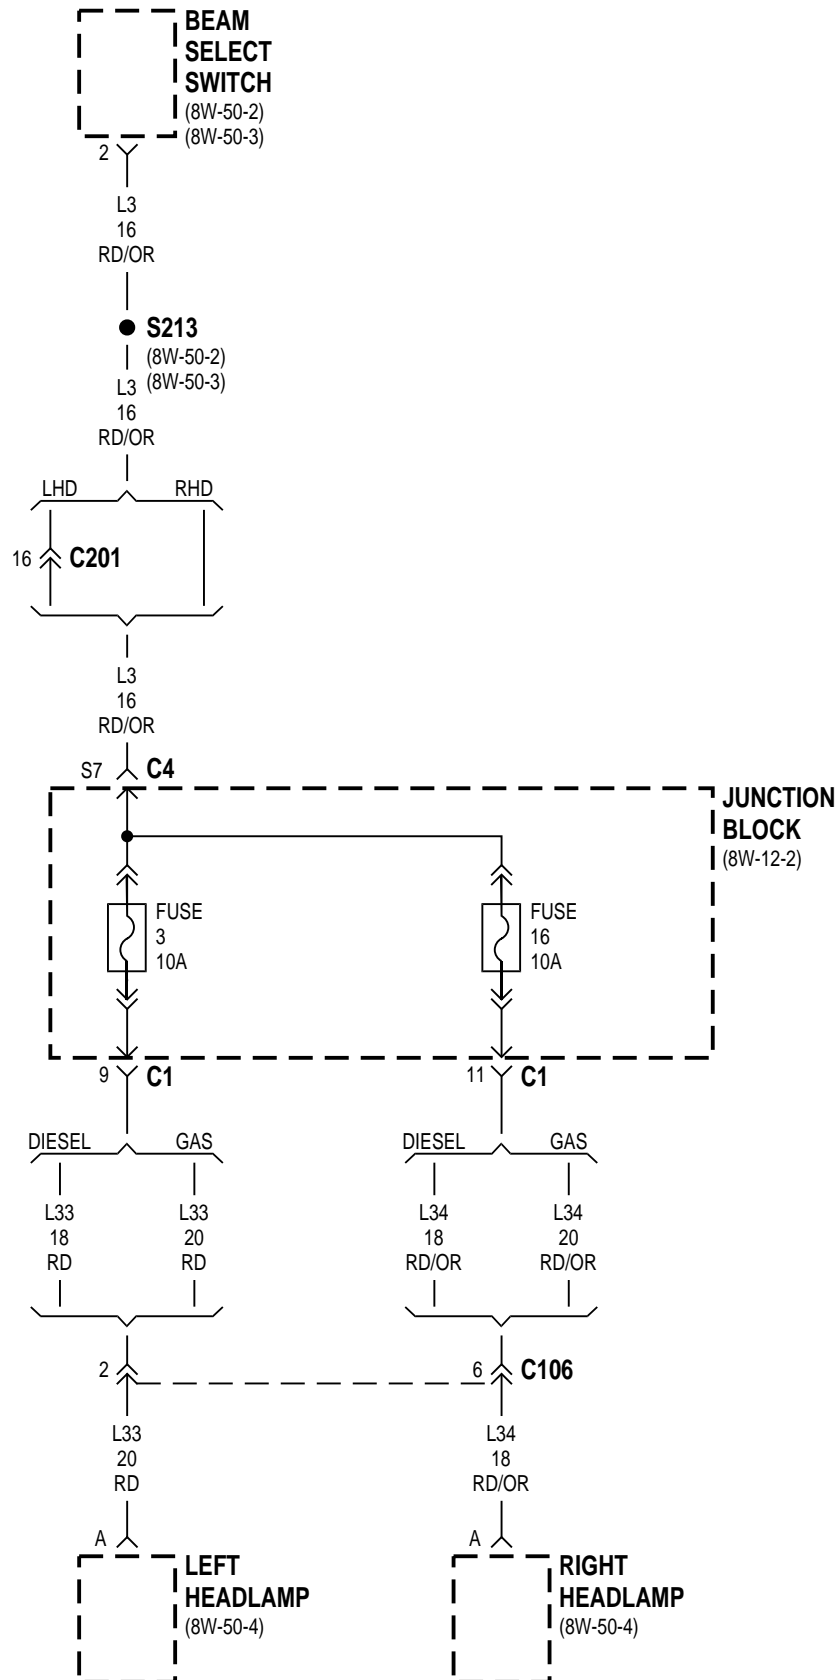 BEAM
SELECT
SWITCH
(8W-50-2)
(8W-50-3)
2
L3
16
RD/OR
S213
(8W-50-2)
(8W-50-3)
L3
16
RD/OR
LHD RHD
16 C201
L3
16
RD/OR
S7 C4
JUNCTION
BLOCK
(8W-12-2)
FUSE
3
10A
FUSE
16
10A
9 C1
11 C1
DIESEL GAS
DIESEL GAS
L33
18
RD
L33
20
RD
L34
18
RD/OR
L34
20
RD/OR
2
6 C106
L33
20
RD
L34
18
RD/OR
A
A
LEFT
HEADLAMP
(8W-50-4)
RIGHT
HEADLAMP
(8W-50-4)